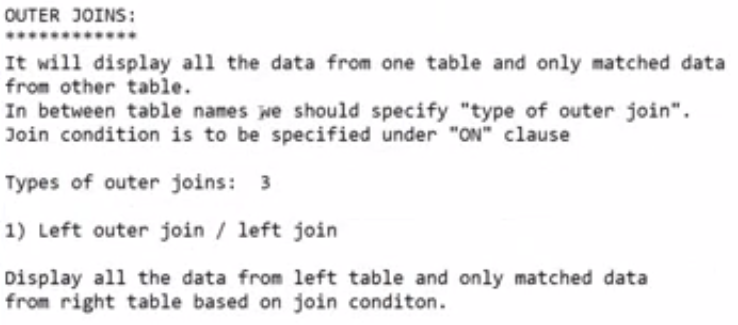 OUTER JOINS:
************
It will display all the data from one table and only matched data
from other table.
In between table names we should specify "type of outer join".
Join condition is to be specified under "ON" clause
Types of outer joins:  3
1) Left outer join / left join
Display all the data from left table and only matched data
from right table based on join conditon.